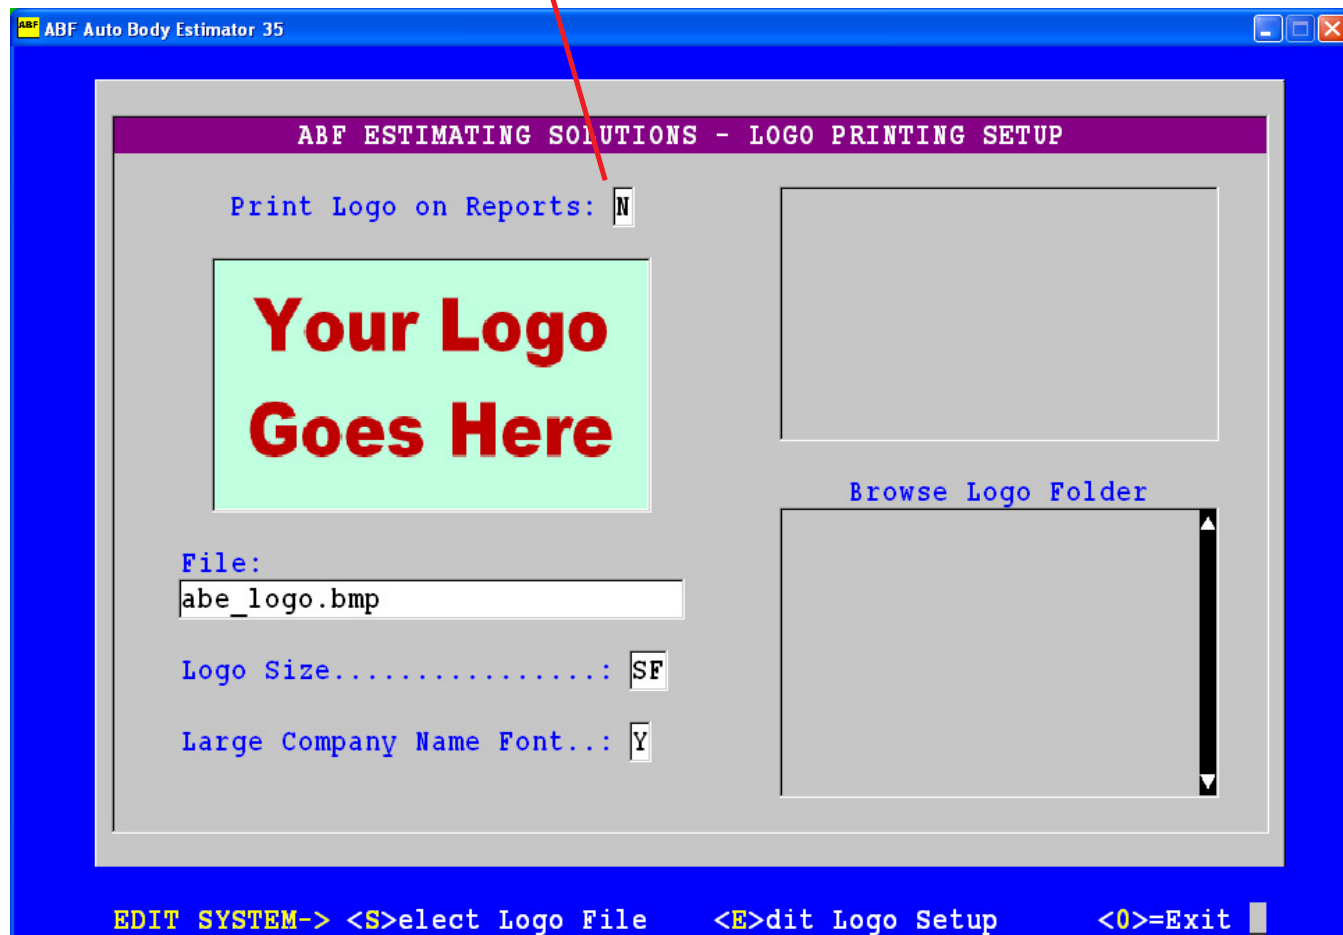 ABF
ABF Auto Body Estimator 35
ABF ESTIMATING SOLUTIONS - LOGO PRINTING SETUP
Print Logo on Reports: N
Your Logo
Goes Here
Browse Logo Folder
File:
abe_logo.bmp
Logo Size................: SF
Large Company Name Font..: Y
EDIT SYSTEM-> <S>elect Logo File <E>dit Logo Setup <0>=Exit